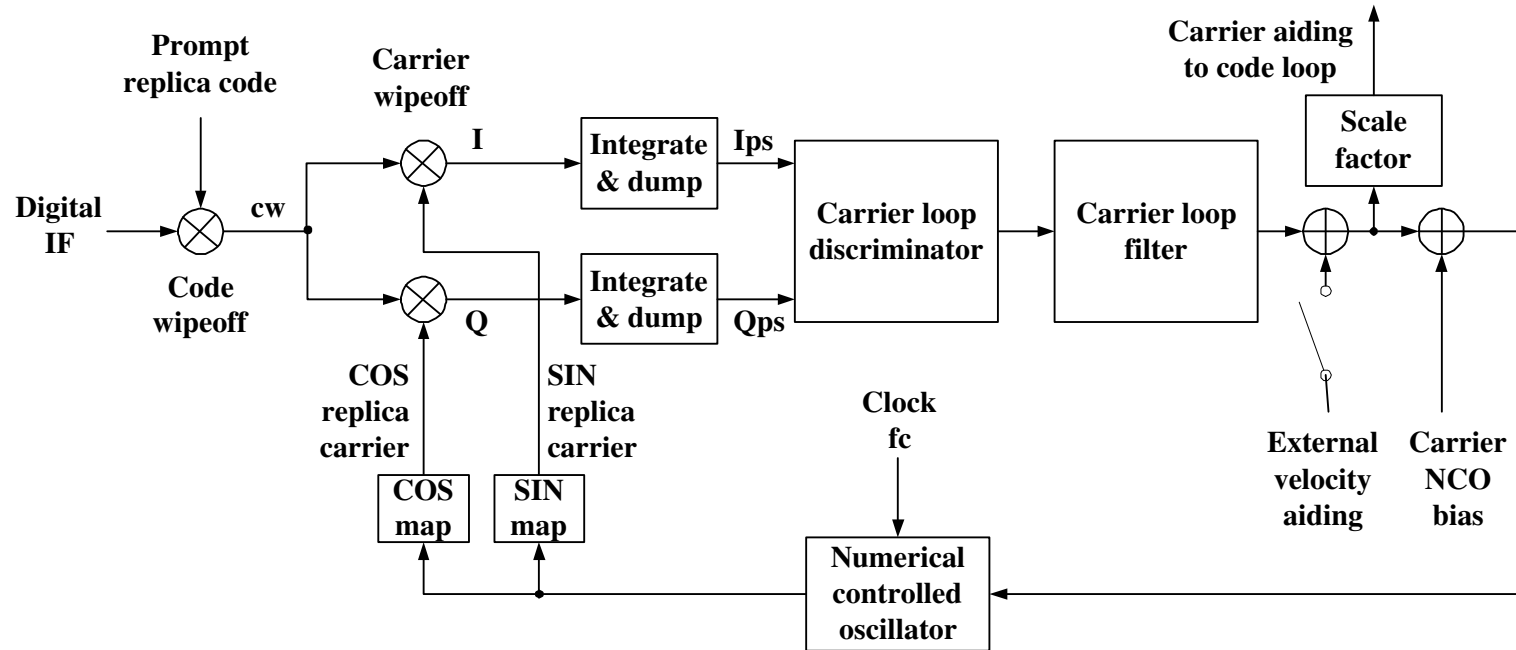 Prompt
replica code
Carrier
wipeoff
Carrier aiding
to code loop
Scale
factor
I
Integrate
& dump
Ips
Digital
IF
cw
Code
wipeoff
Carrier loop
discriminator
Carrier loop
filter
Q
Integrate
& dump
Qps
COS
replica
carrier
SIN
replica
carrier
Clock
fc
External
velocity
aiding
Carrier
NCO
bias
COS
map
SIN
map
Numerical
controlled
oscillator